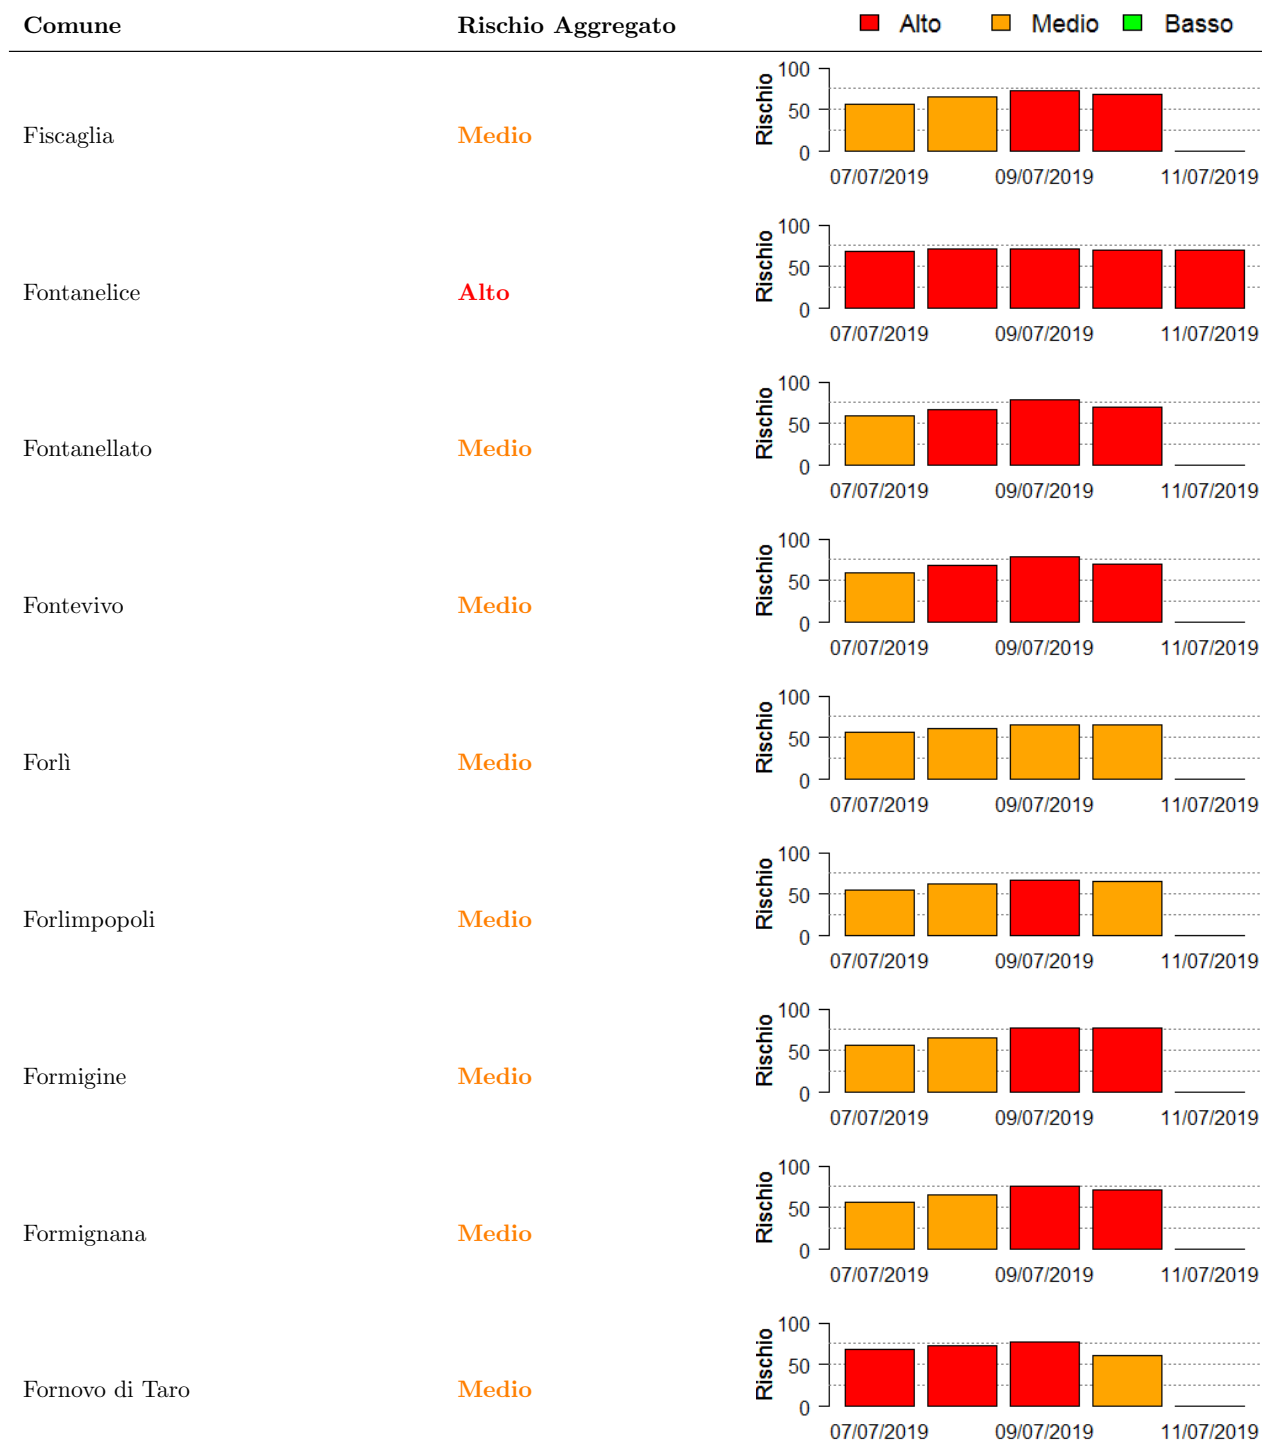 Comune Rischio Aggregato Alto Medio Basso
Fiscaglia Medio
Rischio
100
50
0
07/07/2019 09/07/2019 11/07/2019
Fontanelice Alto
Rischio
100
50
0
07/07/2019 09/07/2019 11/07/2019
Fontanellato Medio
Rischio
100
50
0
07/07/2019 09/07/2019 11/07/2019
Fontevivo Medio
Rischio
100
50
0
07/07/2019 09/07/2019 11/07/2019
Forlì Medio
Rischio
100
50
0
07/07/2019 09/07/2019 11/07/2019
Forlimpopoli Medio
Rischio
100
50
0
07/07/2019 09/07/2019 11/07/2019
Formigine Medio
Rischio
100
50
0
07/07/2019 09/07/2019 11/07/2019
Formignana Medio
Rischio
100
50
0
07/07/2019 09/07/2019 11/07/2019
Fornovo di Taro Medio
Rischio
100
50
0
07/07/2019 09/07/2019 11/07/2019